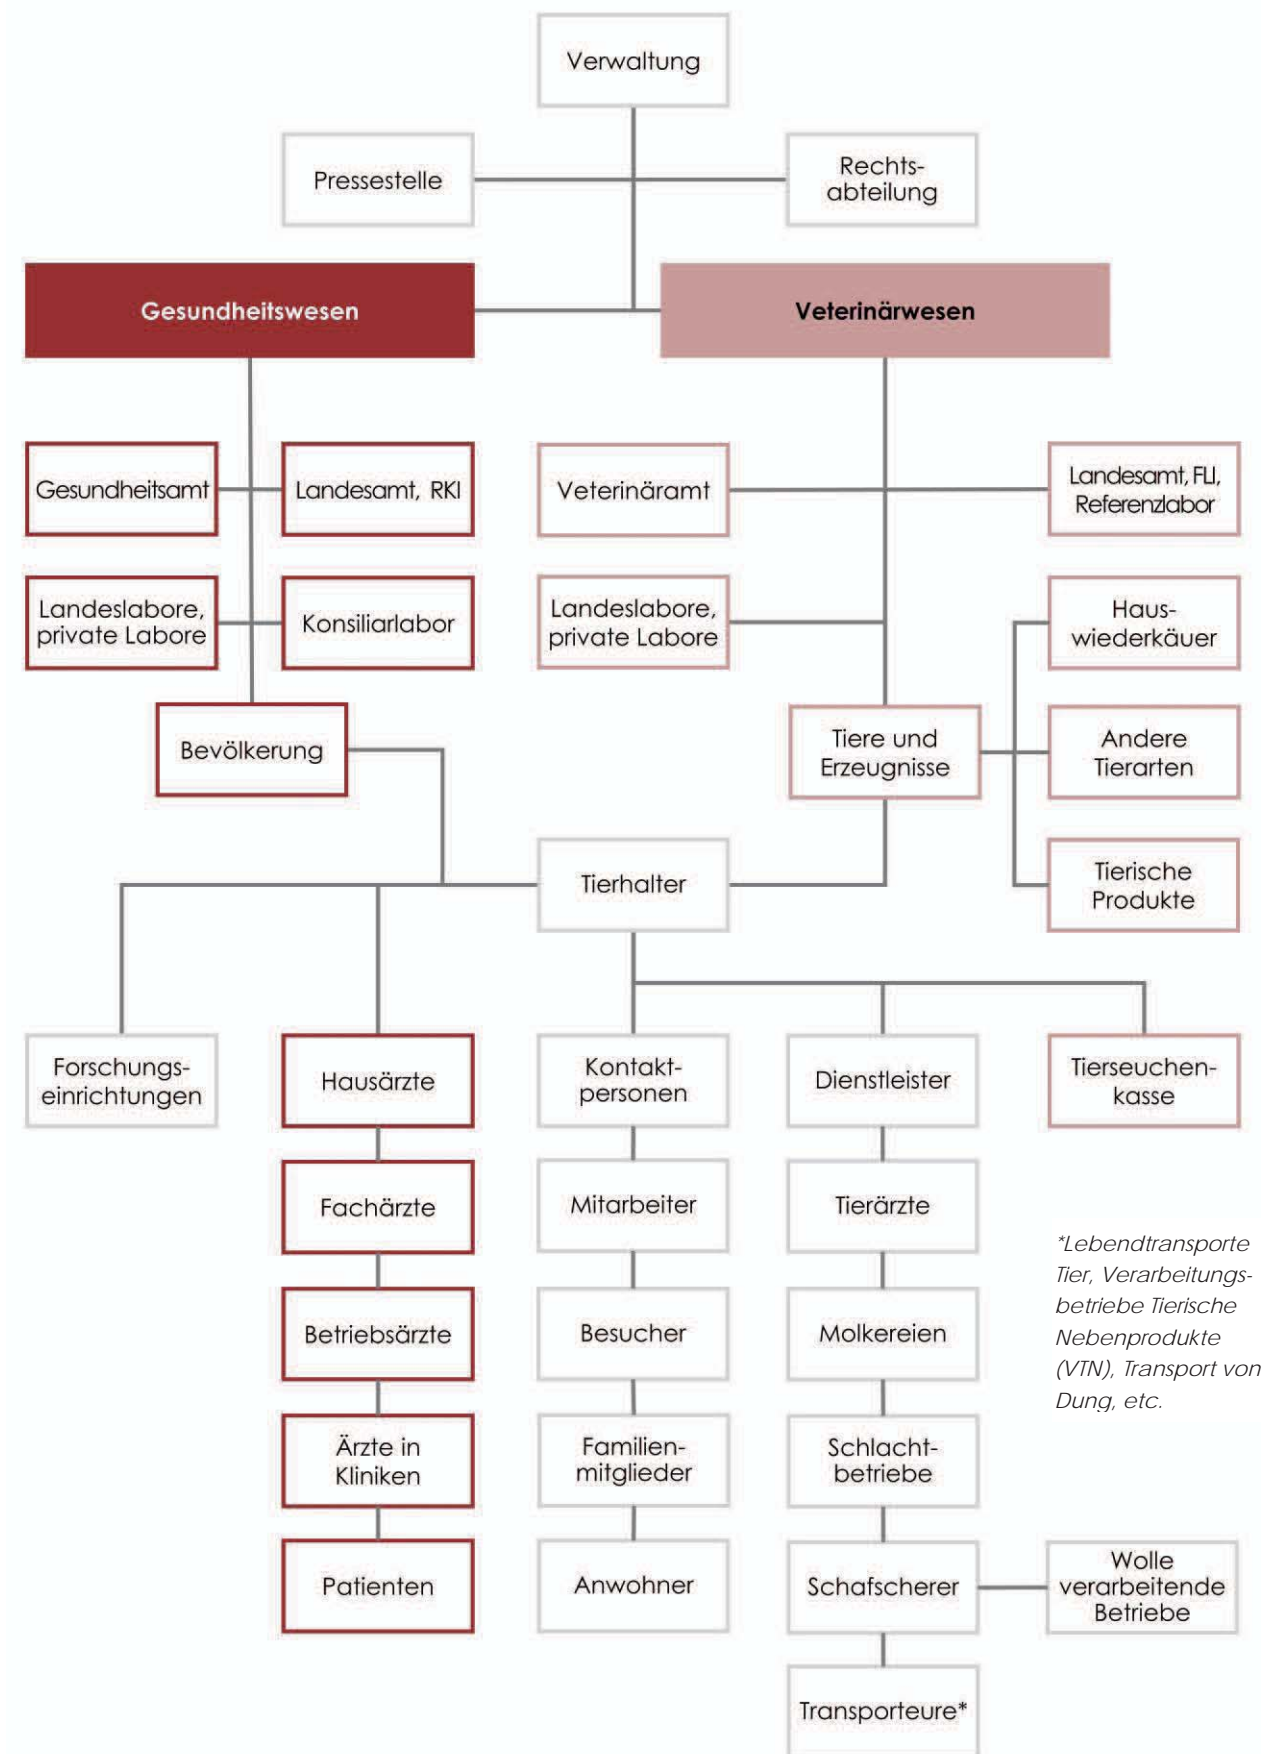 Verwaltung
Pressestelle
Rechts-
abteilung
Gesundheitswesen
Veterinärwesen
Gesundheitsamt
Landesamt, RKI
Veterinäramt
Landesamt, FLI,
Referenzlabor
Landeslabore,
private Labore
Konsiliarlabor
Landeslabore,
private Labore
Haus-
wiederkäuer
Bevölkerung
Tiere und
Erzeugnisse
Andere
Tierarten
Tierhalter
Tierische
Produkte
Forschungs-
einrichtungen
Hausärzte
Kontakt-
personen
Dienstleister
Tierseuchen-
kasse
Fachärzte
Mitarbeiter
Tierärzte
*Lebendtransporte
Tier, Verarbeitungs-
betriebe Tierische
Nebenprodukte
(VTN), Transport von
Dung, etc.
Betriebsärzte
Besucher
Molkereien
Ärzte in
Kliniken
Familien-
mitglieder
Schlacht-
betriebe
Patienten
Anwohner
Schafscherer
Wolle
verarbeitende
Betriebe
Transporteure*